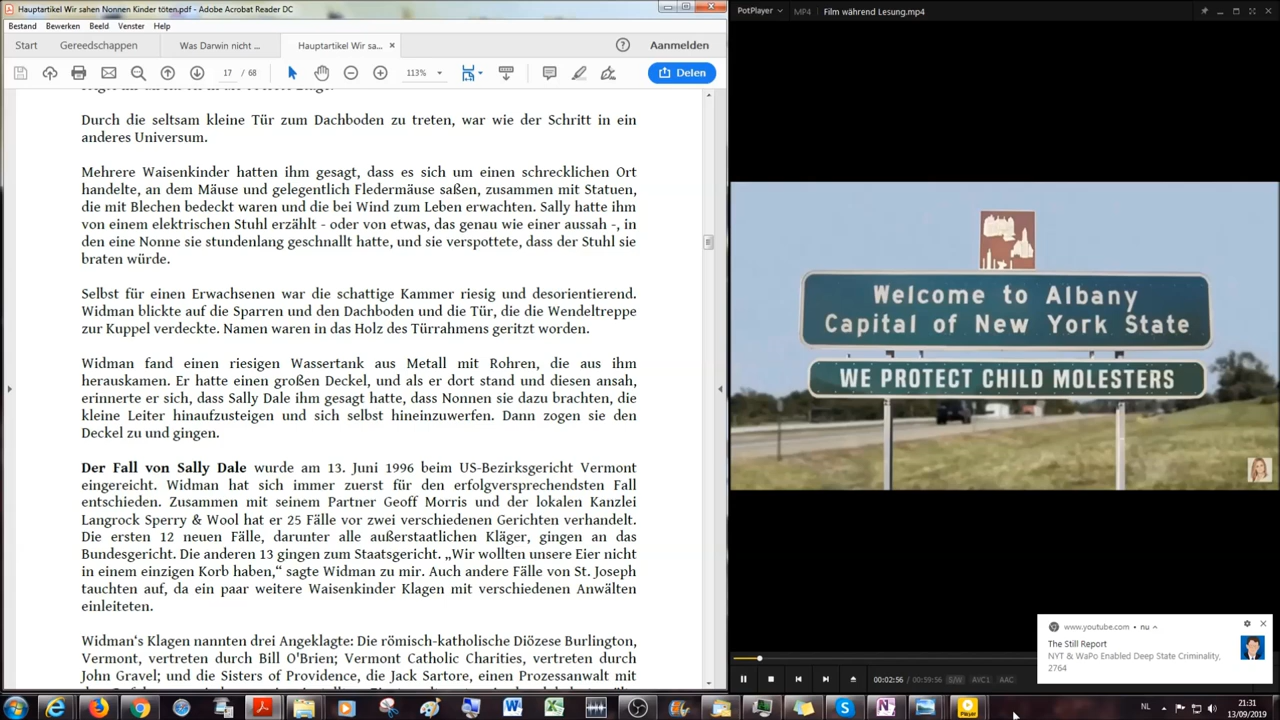 Hauptartikel Wir sahen Nonnen Kinder töten.pdf - Adobe Acrobat Reader DC
Bestand Bewerken Beeld Venster Help
Start Gereedschappen Was Darwin nicht ... Hauptartikel Wir sa... × Aanmelden
17 / 68 113% Delen
Durch die seltsam kleine Tür zum Dachboden zu treten, war wie der Schritt in ein
anderes Universum.
Mehrere Waisenkinder hatten ihm gesagt, dass es sich um einen schrecklichen Ort
handelte, an dem Mäuse und gelegentlich Fledermäuse saßen, zusammen mit Statuen,
die mit Blechen bedeckt waren und die bei Wind zum Leben erwachten. Sally hatte ihm
von einem elektrischen Stuhl erzählt - oder von etwas, das genau wie einer aussah -, in
den eine Nonne sie stundenlang geschnallt hatte, und sie verspottete, dass der Stuhl sie
braten würde.
Selbst für einen Erwachsenen war die schattige Kammer riesig und desorientierend.
Widman blickte auf die Sparren und den Dachboden und die Tür, die die Wendeltreppe
zur Kuppel verdeckte. Namen waren in das Holz des Türrahmens geritzt worden.
Widman fand einen riesigen Wassertank aus Metall mit Rohren, die aus ihm
herauskamen. Er hatte einen großen Deckel, und als er dort stand und diesen ansah,
erinnerte er sich, dass Sally Dale ihm gesagt hatte, dass Nonnen sie dazu brachten, die
kleine Leiter hinaufzusteigen und sich selbst hineinzuwerfen. Dann zogen sie den
Deckel zu und gingen.
Der Fall von Sally Dale wurde am 13. Juni 1996 beim US-Bezirksgericht Vermont
eingereicht. Widman hat sich immer zuerst für den erfolgversprechendsten Fall
entschieden. Zusammen mit seinem Partner Geoff Morris und der lokalen Kanzlei
Langrock Sperry & Wool hat er 25 Fälle vor zwei verschiedenen Gerichten verhandelt.
Die ersten 12 neuen Fälle, darunter alle außerstaatlichen Kläger, gingen an das
Bundesgericht. Die anderen 13 gingen zum Staatsgericht. „Wir wollten unsere Eier nicht
in einem einzigen Korb haben,“ sagte Widman zu mir. Auch andere Fälle von St. Joseph
tauchten auf, da ein paar weitere Waisenkinder Klagen mit verschiedenen Anwälten
einleiteten.
Widman‘s Klagen nannten drei Angeklagte: Die römisch-katholische Diözese Burlington,
Vermont, vertreten durch Bill O'Brien; Vermont Catholic Charities, vertreten durch
John Gravel; und die Sisters of Providence, die Jack Sartore, einen Prozessanwalt mit
PotPlayer MP4 Film während Lesung.mp4
Welcome to Albany
Capital of New York State
WE PROTECT CHILD MOLESTERS
www.youtube.com • nu
The Still Report
NYT & WaPo Enabled Deep State Criminality,
2764
00:02:56 / 00:59:56 S/W AVC1 AAC
NL 21:31
13/09/2019